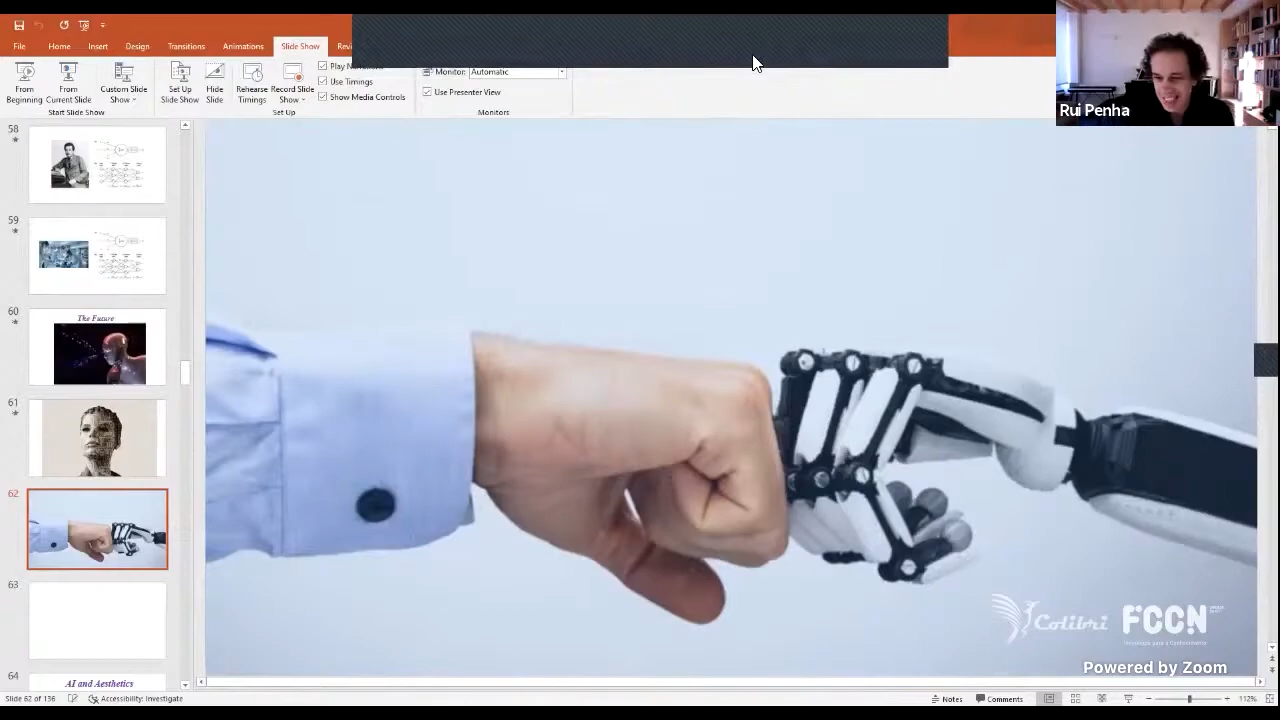 File Home Insert Design Transitions Animations Slide Show
From Beginning
From Current Slide
Custom Slide Show
Set Up Slide Show
Hide Slide
Rehearse Timings
Record Slide Show
Use Timings
Show Media Controls
Monitor: Automatic
Use Presenter View
Start Slide Show
Set Up
Monitors
Rui Penha
58
59
60
The Future
61
62
63
64
AI and Aesthetics
Colibri
FCCN
Powered by Zoom
Slide 62 of 136
Accessibility: Investigate
Notes
Comments
112%